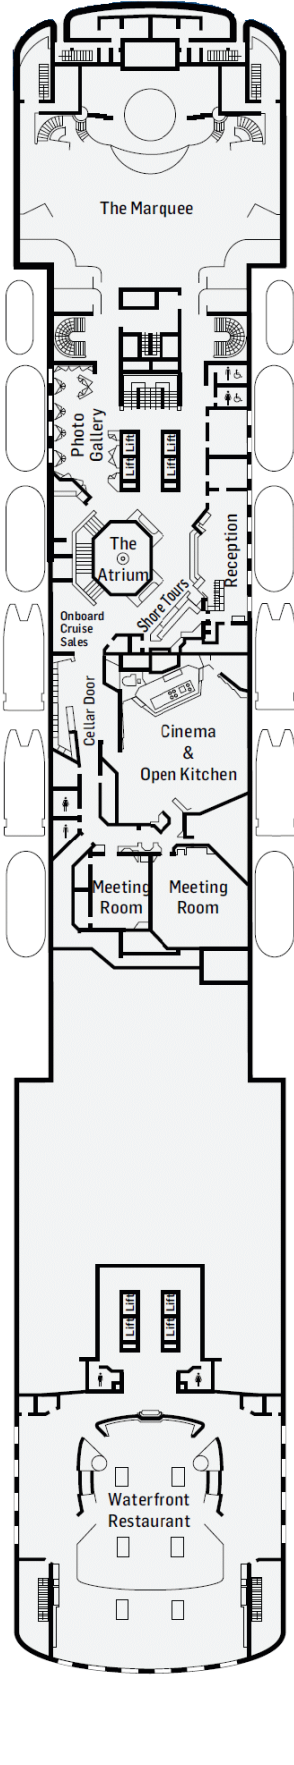 The Marquee
Photo
Gallery
Lift
Lift
Lift
Lift
The
Atrium
Reception
Shore Tours
Onboard
Cruise
Sales
Cellar Door
Cinema
&
Open Kitchen
Meeting
Room
Meeting
Room
Lift
Lift
Lift
Lift
Waterfront
Restaurant